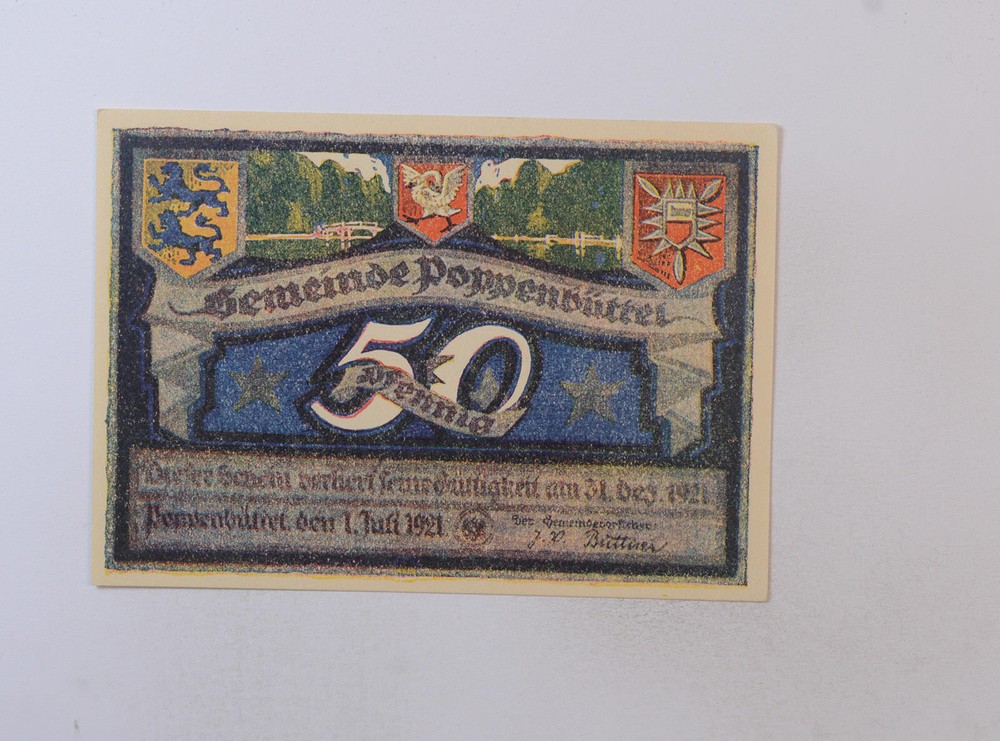 Gemeinde Poppenbüttel
50
Pfennig
Dieser Schein verliert seine Gültigkeit am 31. Dez. 1921
Poppenbüttel, den 1. Juli 1921
Der Gemeindevorsteher
J. V. Büttner